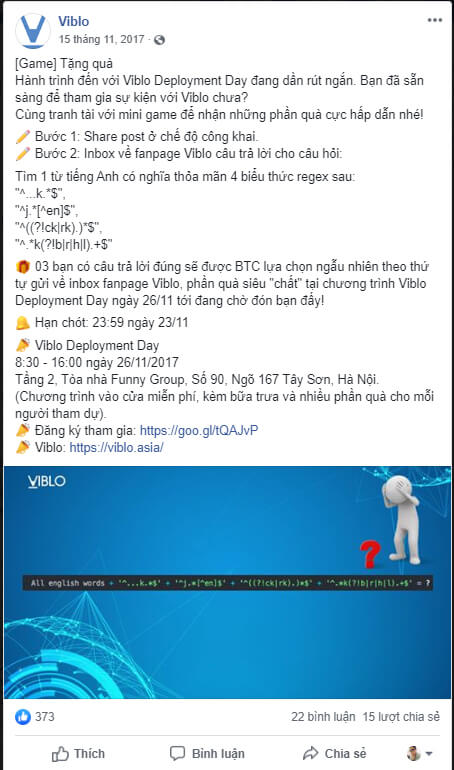 Viblo
15 tháng 11, 2017 ·
[Game] Tặng quà
Hành trình đến với Viblo Deployment Day đang dần rút ngắn. Bạn đã sẵn
sàng để tham gia sự kiện với Viblo chưa?
Cùng tranh tài với mini game để nhận những phần quà cực hấp dẫn nhé!
Bước 1: Share post ở chế độ công khai.
Bước 2: Inbox về fanpage Viblo câu trả lời cho câu hỏi:
Tìm 1 từ tiếng Anh có nghĩa thỏa mãn 4 biểu thức regex sau:
"^...k.*$",
"^j.*[^en]$",
"^((?!ck|rk).)*$",
"^.*k(?!b|r|h|l).+$"
03 bạn có câu trả lời đúng sẽ được BTC lựa chọn ngẫu nhiên theo thứ
tự gửi về inbox fanpage Viblo, phần quà siêu "chất" tại chương trình Viblo
Deployment Day ngày 26/11 tới đang chờ đón bạn đấy!
Hạn chót: 23:59 ngày 23/11
Viblo Deployment Day
8:30 - 16:00 ngày 26/11/2017
Tầng 2, Tòa nhà Funny Group, Số 90, Ngõ 167 Tây Sơn, Hà Nội.
(Chương trình vào cửa miễn phí, kèm bữa trưa và nhiều phần quà cho mỗi
người tham dự).
Đăng ký tham gia: https://goo.gl/tQAJvP
Viblo: https://viblo.asia/
VIBLO
?
All english words + '^...k.*$' + '^j.*[^en]$' + '^((?!ck|rk).)*$' + '^.*k(?!b|r|h|l).+$' = ?
373
22 bình luận 15 lượt chia sẻ
Thích Bình luận Chia sẻ